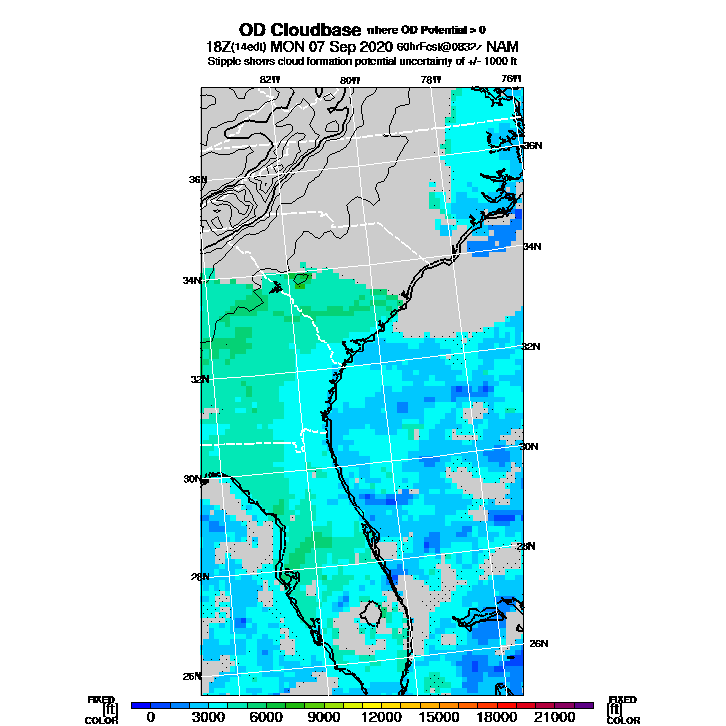 OD Cloudbase where OD Potential > 0
18Z(14edt) MON 07 Sep 2020 60hrFcst@0832z NAM
Stipple shows cloud formation potential uncertainty of +/- 1000 ft
82W 80W 78W 76W
36N 36N
34N 34N
32N 32N
30N 30N
28N 28N
26N 26N
FIXED FIXED
[ft] [ft]
COLOR COLOR
0 3000 6000 9000 12000 15000 18000 21000